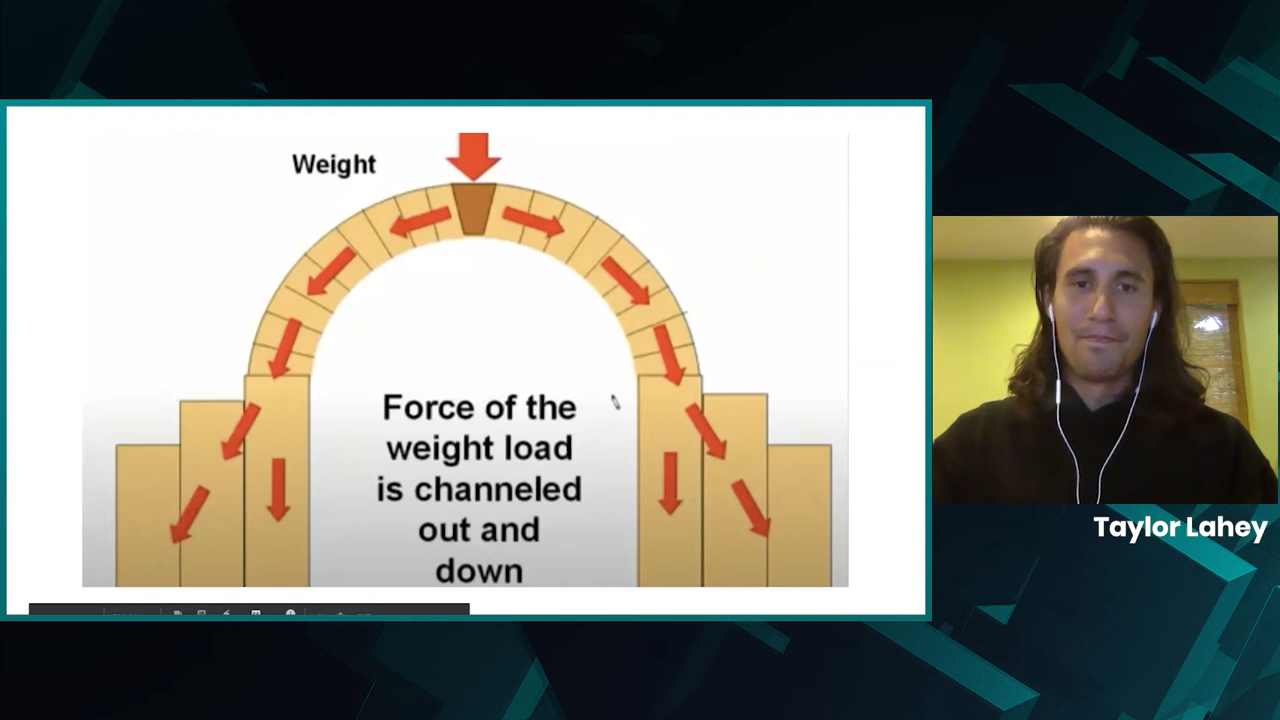 Weight
Force of the
weight load
is channeled
out and
down
Taylor Lahey